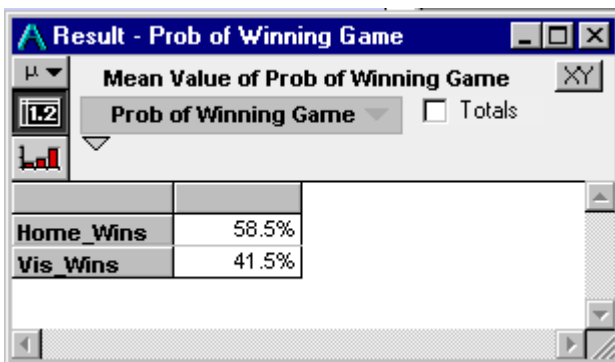 Result - Prob of Winning Game
μ
Mean Value of Prob of Winning Game
XY
1.2
Prob of Winning Game
Totals
Home_Wins 58.5%
Vis_Wins 41.5%